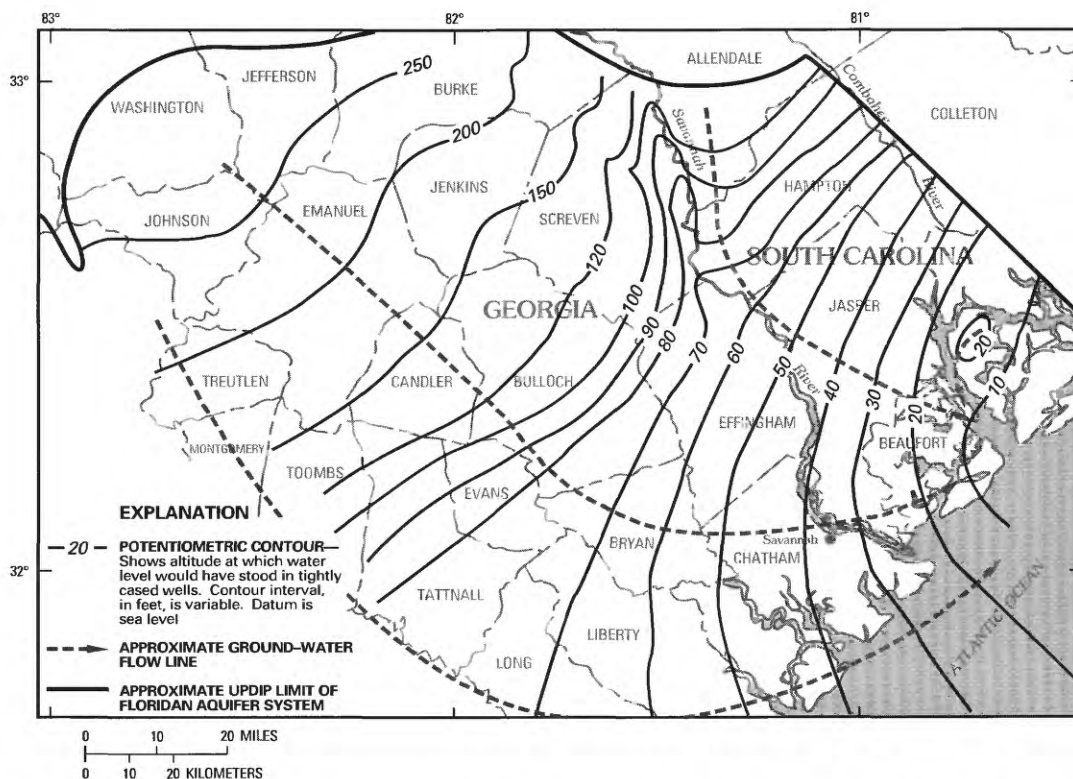 83°
82°
81°
33°
32°
ALLENDALE
JEFFERSON
250
BURKE
WASHINGTON
Combahee
River
COLLETON
Savannah
River
200
JENKINS
150
HAMPTON
JOHNSON
EMANUEL
SCREVEN
SOUTH CAROLINA
120
GEORGIA
100
90
80
70
60
50
40
30
20
10
20
JASPER
TREUTLEN
CANDLER
BULLOCH
EFFINGHAM
BEAUFORT
MONTGOMERY
TOOMBS
EVANS
BRYAN
Savannah
CHATHAM
TATTNALL
LIBERTY
LONG
ATLANTIC OCEAN
EXPLANATION
—20— POTENTIOMETRIC CONTOUR—
Shows altitude at which water
level would have stood in tightly
cased wells. Contour interval,
in feet, is variable. Datum is
sea level
APPROXIMATE GROUND–WATER
FLOW LINE
APPROXIMATE UPDIP LIMIT OF
FLORIDAN AQUIFER SYSTEM
0 10 20 MILES
0 10 20 KILOMETERS